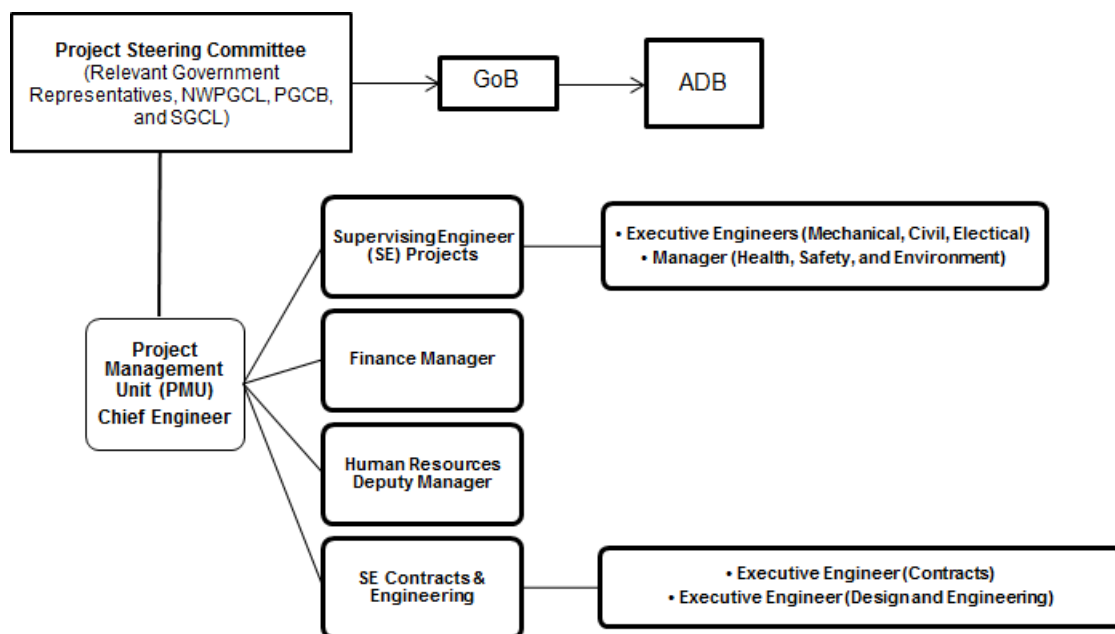 Project Steering Committee
(Relevant Government
Representatives, NWPGCL, PGCB,
and SGCL)
GoB
ADB
Supervising Engineer
(SE) Projects
• Executive Engineers (Mechanical, Civil, Electical)
• Manager (Health, Safety, and Environment)
Project
Management
Unit (PMU)
Chief Engineer
Finance Manager
Human Resources
Deputy Manager
SE Contracts &
Engineering
• Executive Engineer (Contracts)
• Executive Engineer (Design and Engineering)